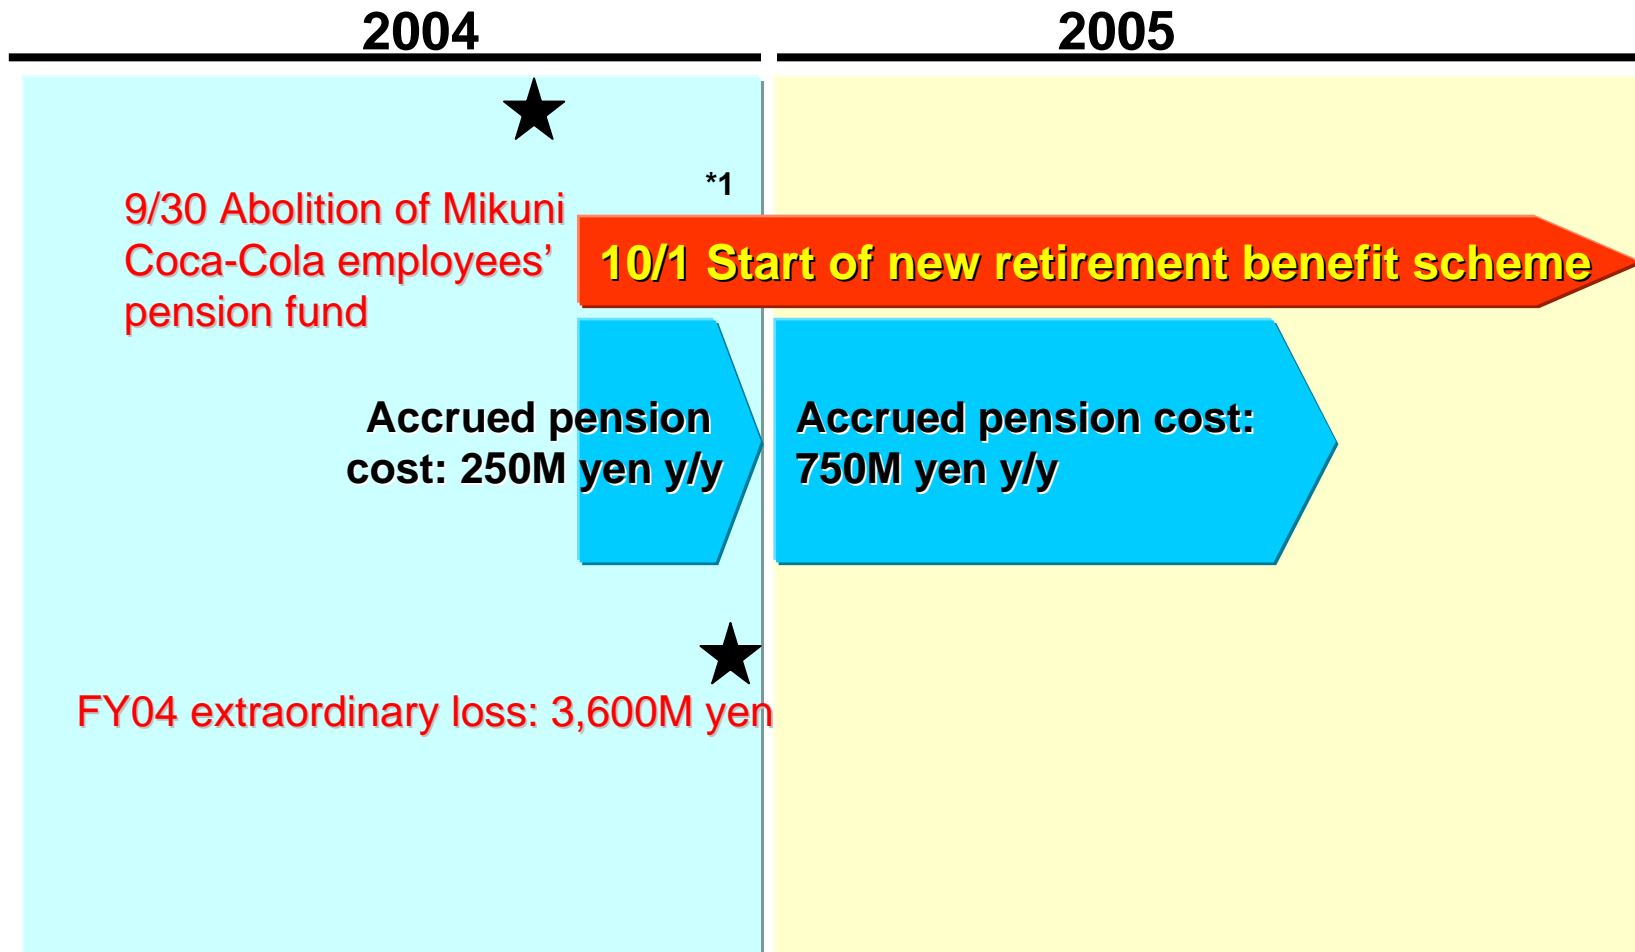 2004
2005
9/30 Abolition of Mikuni
Coca-Cola employees’
pension fund
*1
10/1 Start of new retirement benefit scheme
Accrued pension
cost: 250M yen y/y
Accrued pension cost:
750M yen y/y
FY04 extraordinary loss: 3,600M yen